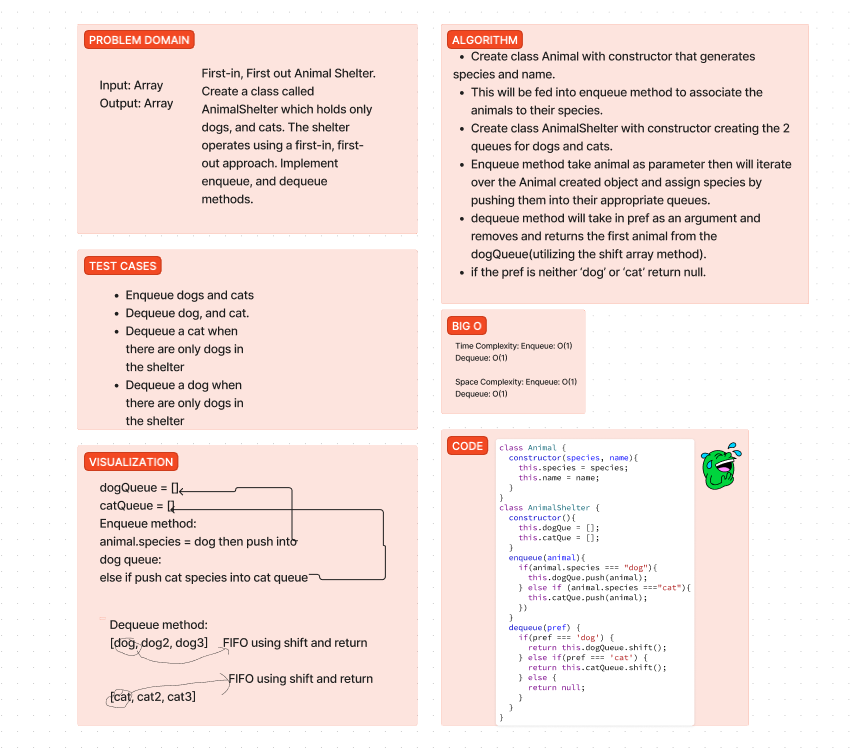 PROBLEM DOMAIN
Input: Array
Output: Array
First-in, First out Animal Shelter.
Create a class called
AnimalShelter which holds only
dogs, and cats. The shelter
operates using a first-in, first-
out approach. Implement
enqueue, and dequeue
methods.
TEST CASES
• Enqueue dogs and cats
• Dequeue dog, and cat.
• Dequeue a cat when
there are only dogs in
the shelter
• Dequeue a dog when
there are only dogs in
the shelter
VISUALIZATION
dogQueue = []
catQueue = []
Enqueue method:
animal.species = dog then push into
dog queue:
else if push cat species into cat queue
Dequeue method:
[dog, dog2, dog3] FIFO using shift and return
FIFO using shift and return
[cat, cat2, cat3]
ALGORITHM
• Create class Animal with constructor that generates
species and name.
• This will be fed into enqueue method to associate the
animals to their species.
• Create class AnimalShelter with constructor creating the 2
queues for dogs and cats.
• Enqueue method take animal as parameter then will iterate
over the Animal created object and assign species by
pushing them into their appropriate queues.
• dequeue method will take in pref as an argument and
removes and returns the first animal from the
dogQueue(utilizing the shift array method).
• if the pref is neither ‘dog’ or ‘cat’ return null.
BIG O
Time Complexity: Enqueue: O(1)
Dequeue: O(1)
Space Complexity: Enqueue: O(1)
Dequeue: O(1)
CODE
class Animal {
constructor(species, name){
this.species = species;
this.name = name;
}
}
class AnimalShelter {
constructor(){
this.dogQue = [];
this.catQue = [];
}
enqueue(animal){
if(animal.species === "dog"){
this.dogQue.push(animal);
} else if (animal.species ==="cat"){
this.catQue.push(animal);
})
}
dequeue(pref) {
if(pref === 'dog') {
return this.dogQueue.shift();
} else if(pref === 'cat') {
return this.catQueue.shift();
} else {
return null;
}
}
}